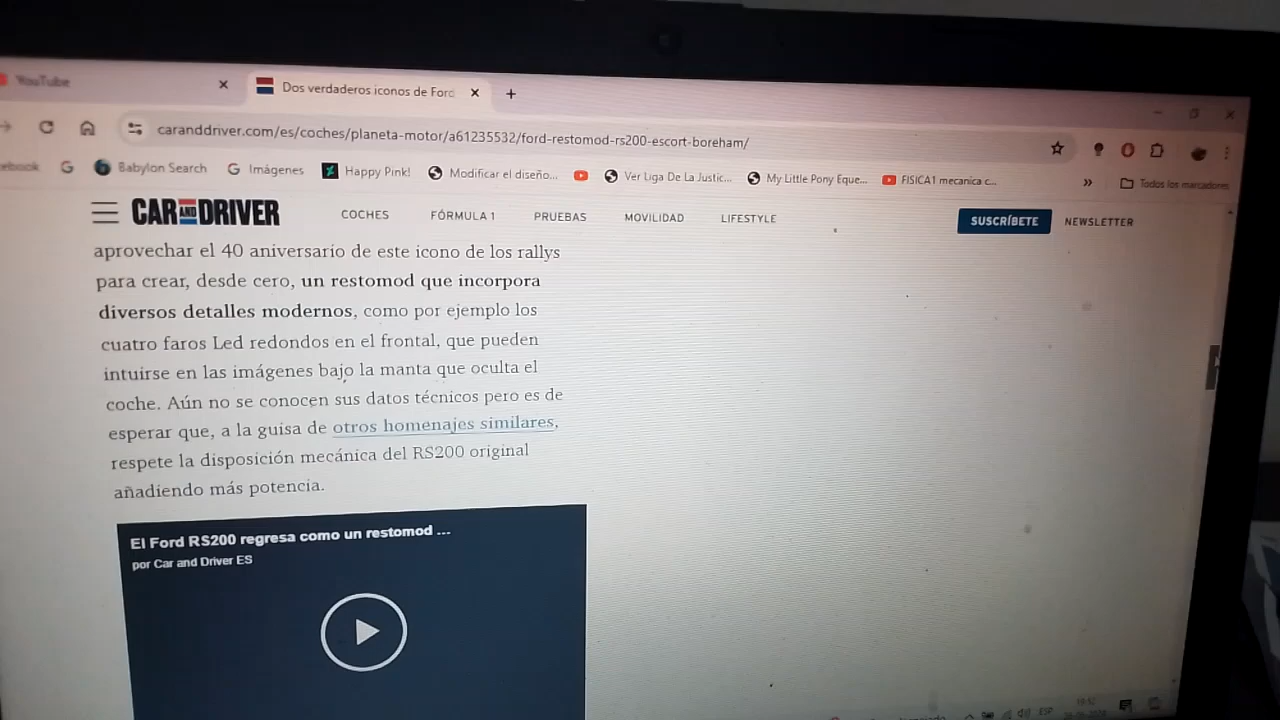 YouTube
Dos verdaderos iconos de Ford
caranddriver.com/es/coches/planeta-motor/a61235532/ford-restomod-rs200-escort-boreham/
ebook Babylon Search Imágenes Happy Pink! Modificar el diseño... Ver Liga De La Justic... My Little Pony Eque... FISICA1 mecanica c... » Todos los marcadores
CAR AND DRIVER COCHES FÓRMULA 1 PRUEBAS MOVILIDAD LIFESTYLE SUSCRÍBETE NEWSLETTER
aprovechar el 40 aniversario de este icono de los rallys
para crear, desde cero, un restomod que incorpora
diversos detalles modernos, como por ejemplo los
cuatro faros Led redondos en el frontal, que pueden
intuirse en las imágenes bajo la manta que oculta el
coche. Aún no se conocen sus datos técnicos pero es de
esperar que, a la guisa de otros homenajes similares,
respete la disposición mecánica del RS200 original
añadiendo más potencia.
El Ford RS200 regresa como un restomod ...
por Car and Driver ES
ESP